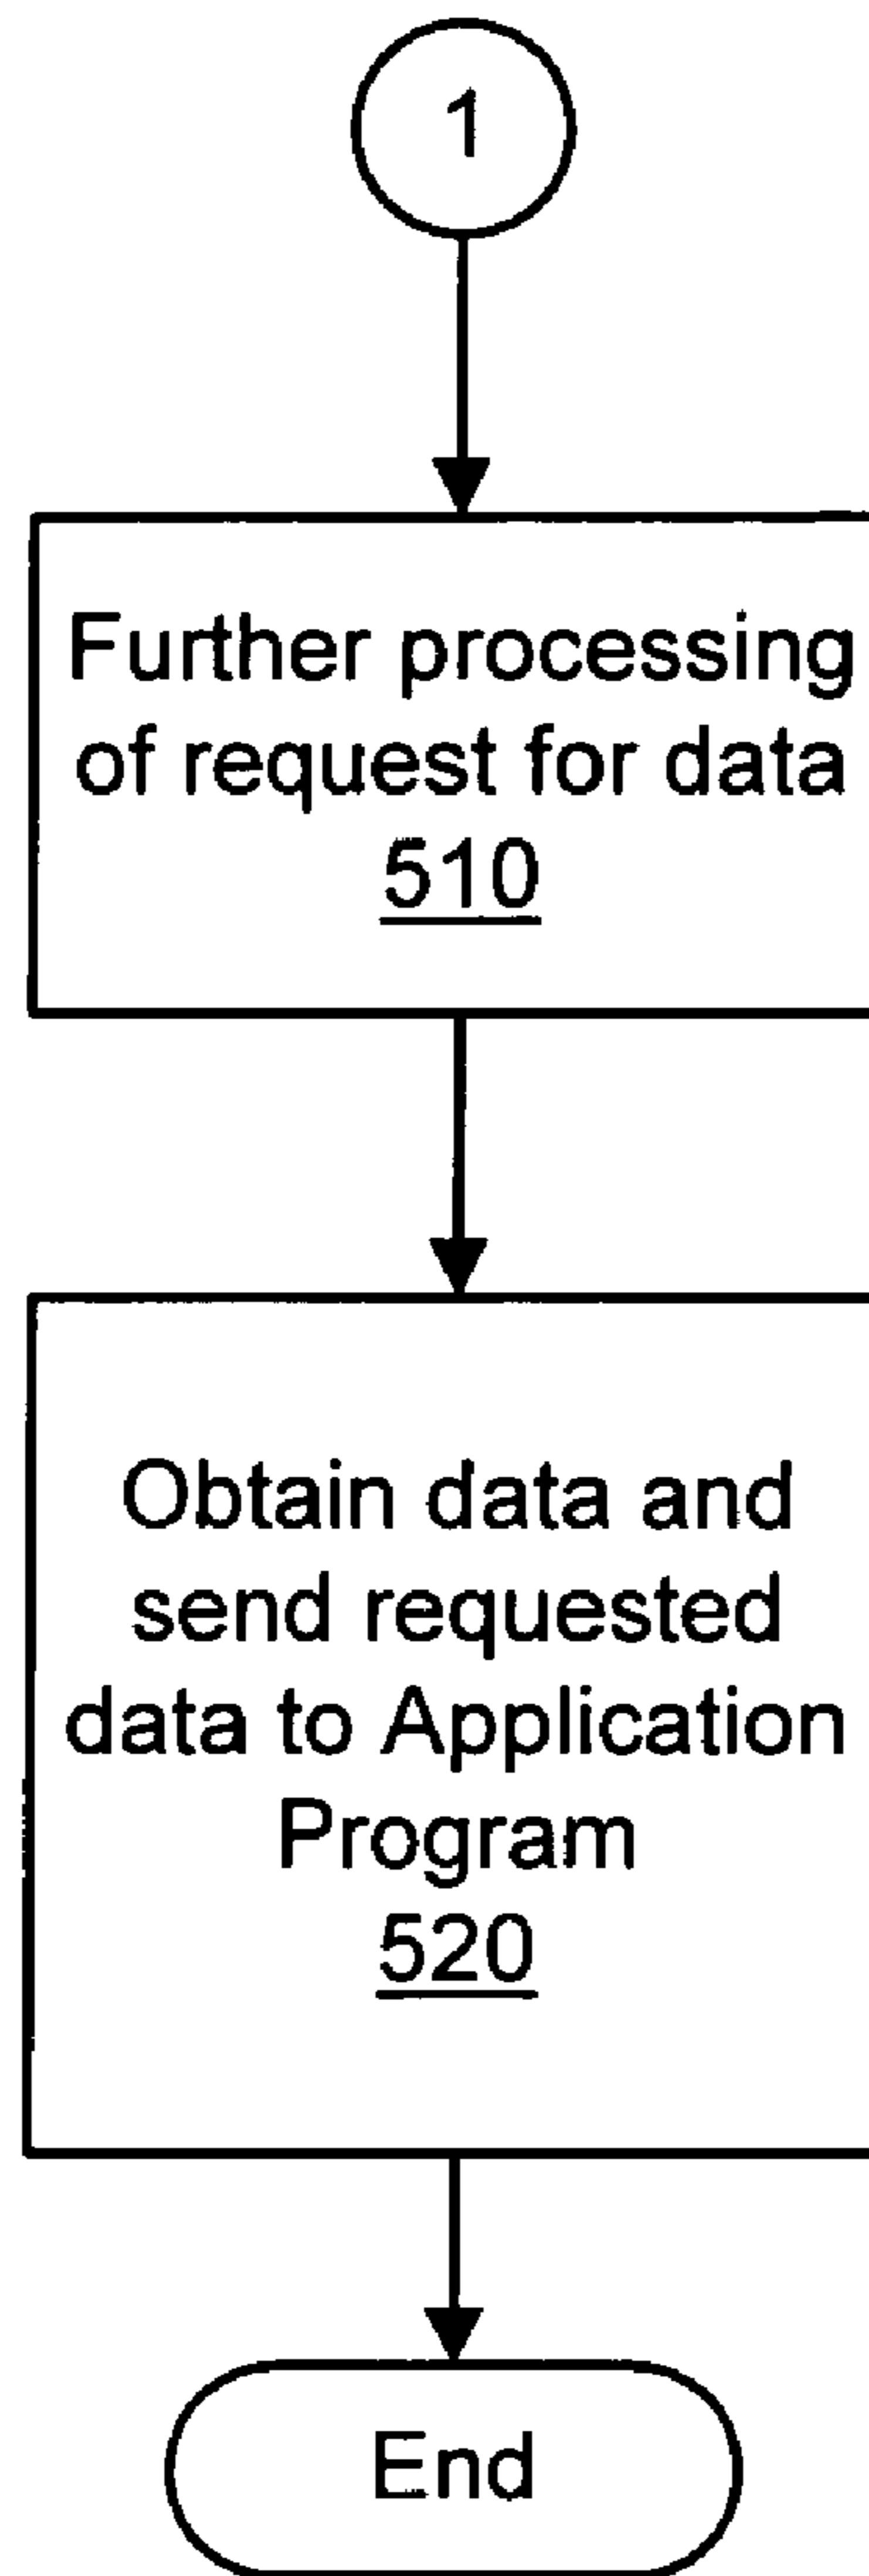 1
Further processing
of request for data
510
Obtain data and
send requested
data to Application
Program
520
End